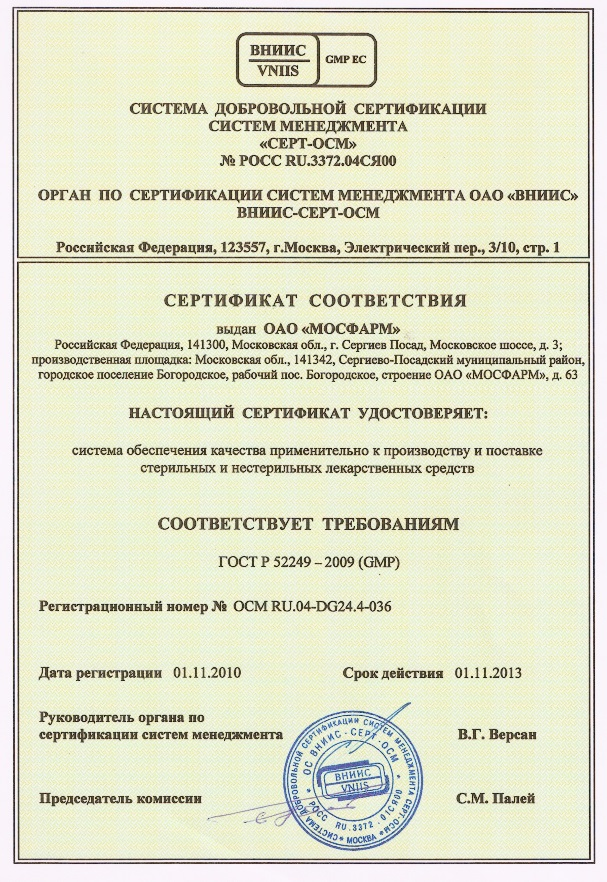 ВНИИС
VNIIS
GMP EC
СИСТЕМА ДОБРОВОЛЬНОЙ СЕРТИФИКАЦИИ
СИСТЕМ МЕНЕДЖМЕНТА
«СЕРТ-ОСМ»
№ РОСС RU.3372.04СЯ00
ОРГАН ПО СЕРТИФИКАЦИИ СИСТЕМ МЕНЕДЖМЕНТА ОАО «ВНИИС»
ВНИИС-СЕРТ-ОСМ
Российская Федерация, 123557, г.Москва, Электрический пер., 3/10, стр. 1
СЕРТИФИКАТ СООТВЕТСТВИЯ
выдан ОАО «МОСФАРМ»
Российская Федерация, 141300, Московская обл., г. Сергиев Посад, Московское шоссе, д. 3;
производственная площадка: Московская обл., 141342, Сергиево-Посадский муниципальный район,
городское поселение Богородское, рабочий пос. Богородское, строение ОАО «МОСФАРМ», д. 63
НАСТОЯЩИЙ СЕРТИФИКАТ УДОСТОВЕРЯЕТ:
система обеспечения качества применительно к производству и поставке
стерильных и нестерильных лекарственных средств
СООТВЕТСТВУЕТ ТРЕБОВАНИЯМ
ГОСТ Р 52249 – 2009 (GMP)
Регистрационный номер № ОСМ RU.04-DG24.4-036
Дата регистрации 01.11.2010 Срок действия 01.11.2013
Руководитель органа по
сертификации систем менеджмента В.Г. Версан
Председатель комиссии С.М. Палей
СИСТЕМА ДОБРОВОЛЬНОЙ СЕРТИФИКАЦИИ СИСТЕМ МЕНЕДЖМЕНТА СЕРТ-ОСМ
МОСКВА
ОС ВНИИС-СЕРТ-ОСМ
РОСС RU.3372
ВНИИС
VNIIS